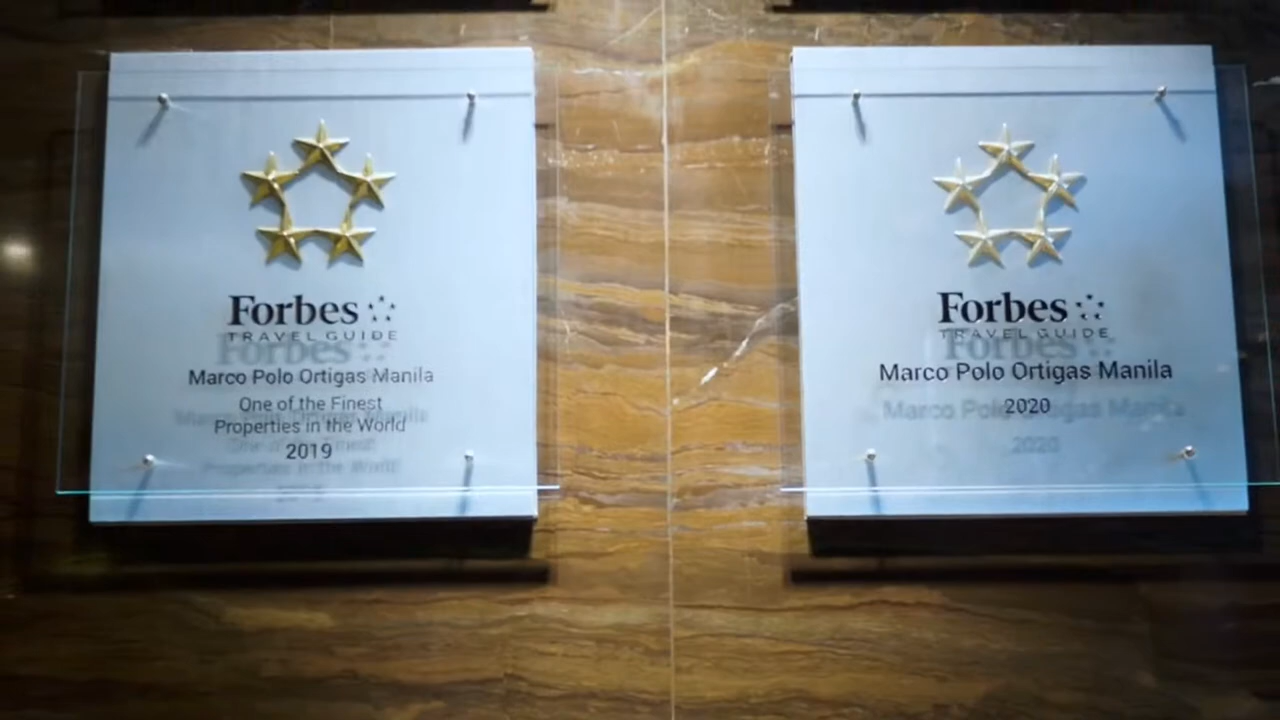 Forbes
TRAVEL GUIDE
Marco Polo Ortigas Manila
One of the Finest
Properties in the World
2019
Forbes
TRAVEL GUIDE
Marco Polo Ortigas Manila
2020